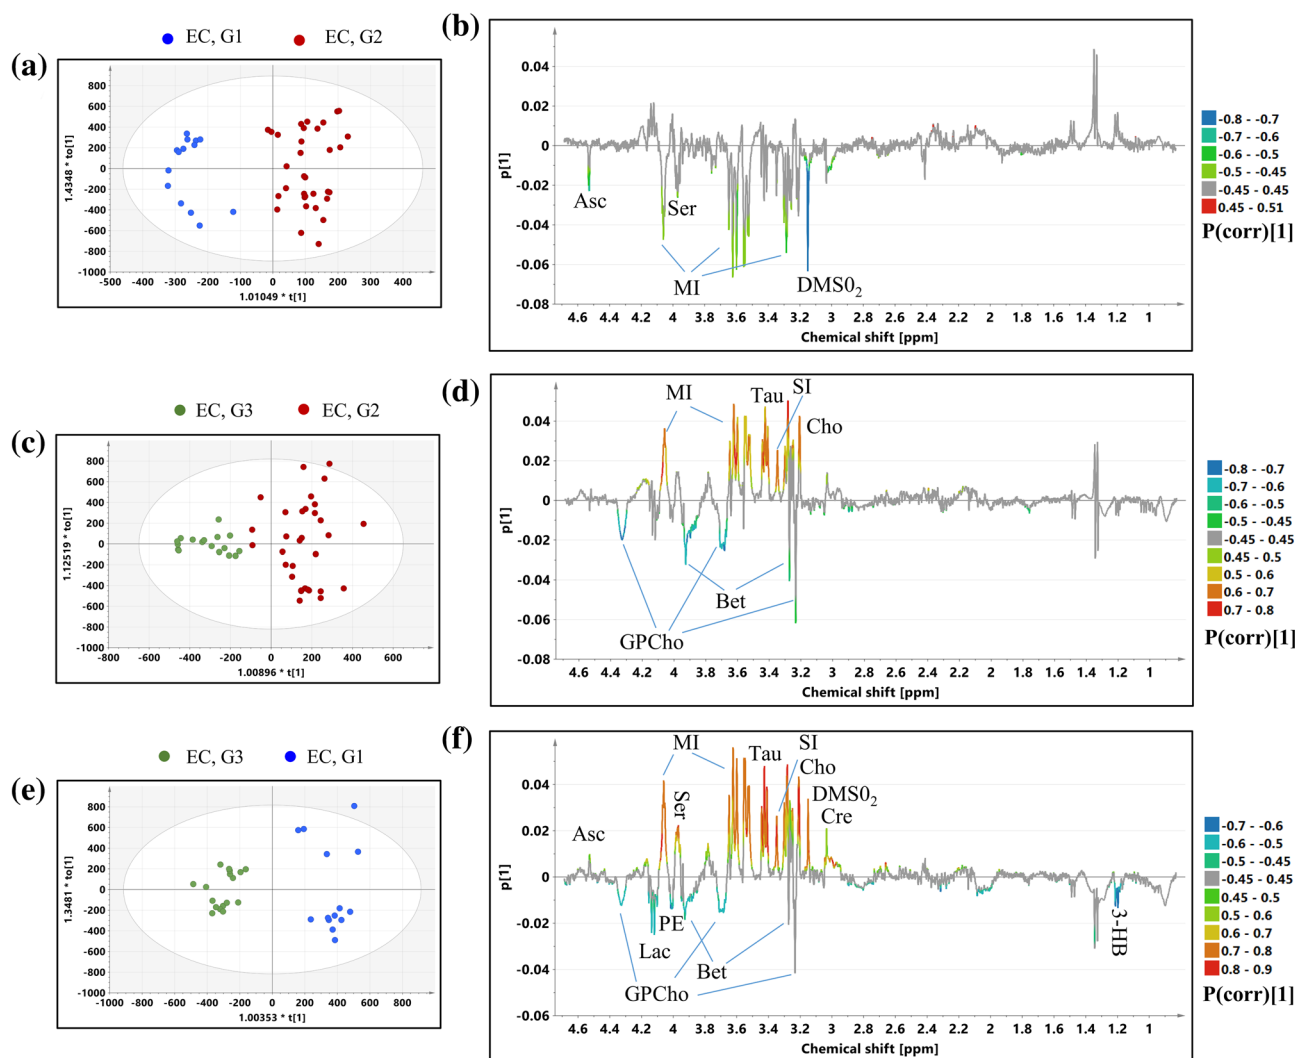 EC, G1 EC, G2
(a)
1.4348 * to[1]
800
600
400
200
0
-200
-400
-600
-800
-1000
-500 -400 -300 -200 -100 0 100 200 300 400
1.01049 * t[1]
(b)
p[1]
0.04
0.02
0
-0.02
-0.04
-0.06
-0.08
Asc
Ser
MI
DMS0₂
4.6 4.4 4.2 4 3.8 3.6 3.4 3.2 3 2.8 2.6 2.4 2.2 2 1.8 1.6 1.4 1.2 1
Chemical shift [ppm]
-0.8 - -0.7
-0.7 - -0.6
-0.6 - -0.5
-0.5 - -0.45
-0.45 - 0.45
0.45 - 0.51
P(corr)[1]
EC, G3 EC, G2
(c)
1.12519 * to[1]
800
600
400
200
0
-200
-400
-600
-800
-1000
-1000 -800 -600 -400 -200 0 200 400 600
1.00896 * t[1]
(d)
p[1]
0.04
0.02
0
-0.02
-0.04
-0.06
-0.08
MI
Tau
SI
Cho
Bet
GPCho
4.6 4.4 4.2 4 3.8 3.6 3.4 3.2 3 2.8 2.6 2.4 2.2 2 1.8 1.6 1.4 1.2 1
Chemical shift [ppm]
-0.8 - -0.7
-0.7 - -0.6
-0.6 - -0.5
-0.5 - -0.45
-0.45 - 0.45
0.45 - 0.5
0.5 - 0.6
0.6 - 0.7
0.7 - 0.8
P(corr)[1]
EC, G3 EC, G1
(e)
1.3481 * to[1]
800
600
400
200
0
-200
-400
-600
-800
-1000
-1000 -800 -600 -400 -200 0 200 400 600 800
1.00353 * t[1]
(f)
p[1]
0.04
0.02
0
-0.02
-0.04
-0.06
MI
Tau
SI
Cho
DMS0₂
Cre
Ser
Asc
PE
Lac
Bet
GPCho
3-HB
4.6 4.4 4.2 4 3.8 3.6 3.4 3.2 3 2.8 2.6 2.4 2.2 2 1.8 1.6 1.4 1.2 1
Chemical shift [ppm]
-0.7 - -0.6
-0.6 - -0.5
-0.5 - -0.45
-0.45 - 0.45
0.45 - 0.5
0.5 - 0.6
0.6 - 0.7
0.7 - 0.8
0.8 - 0.9
P(corr)[1]